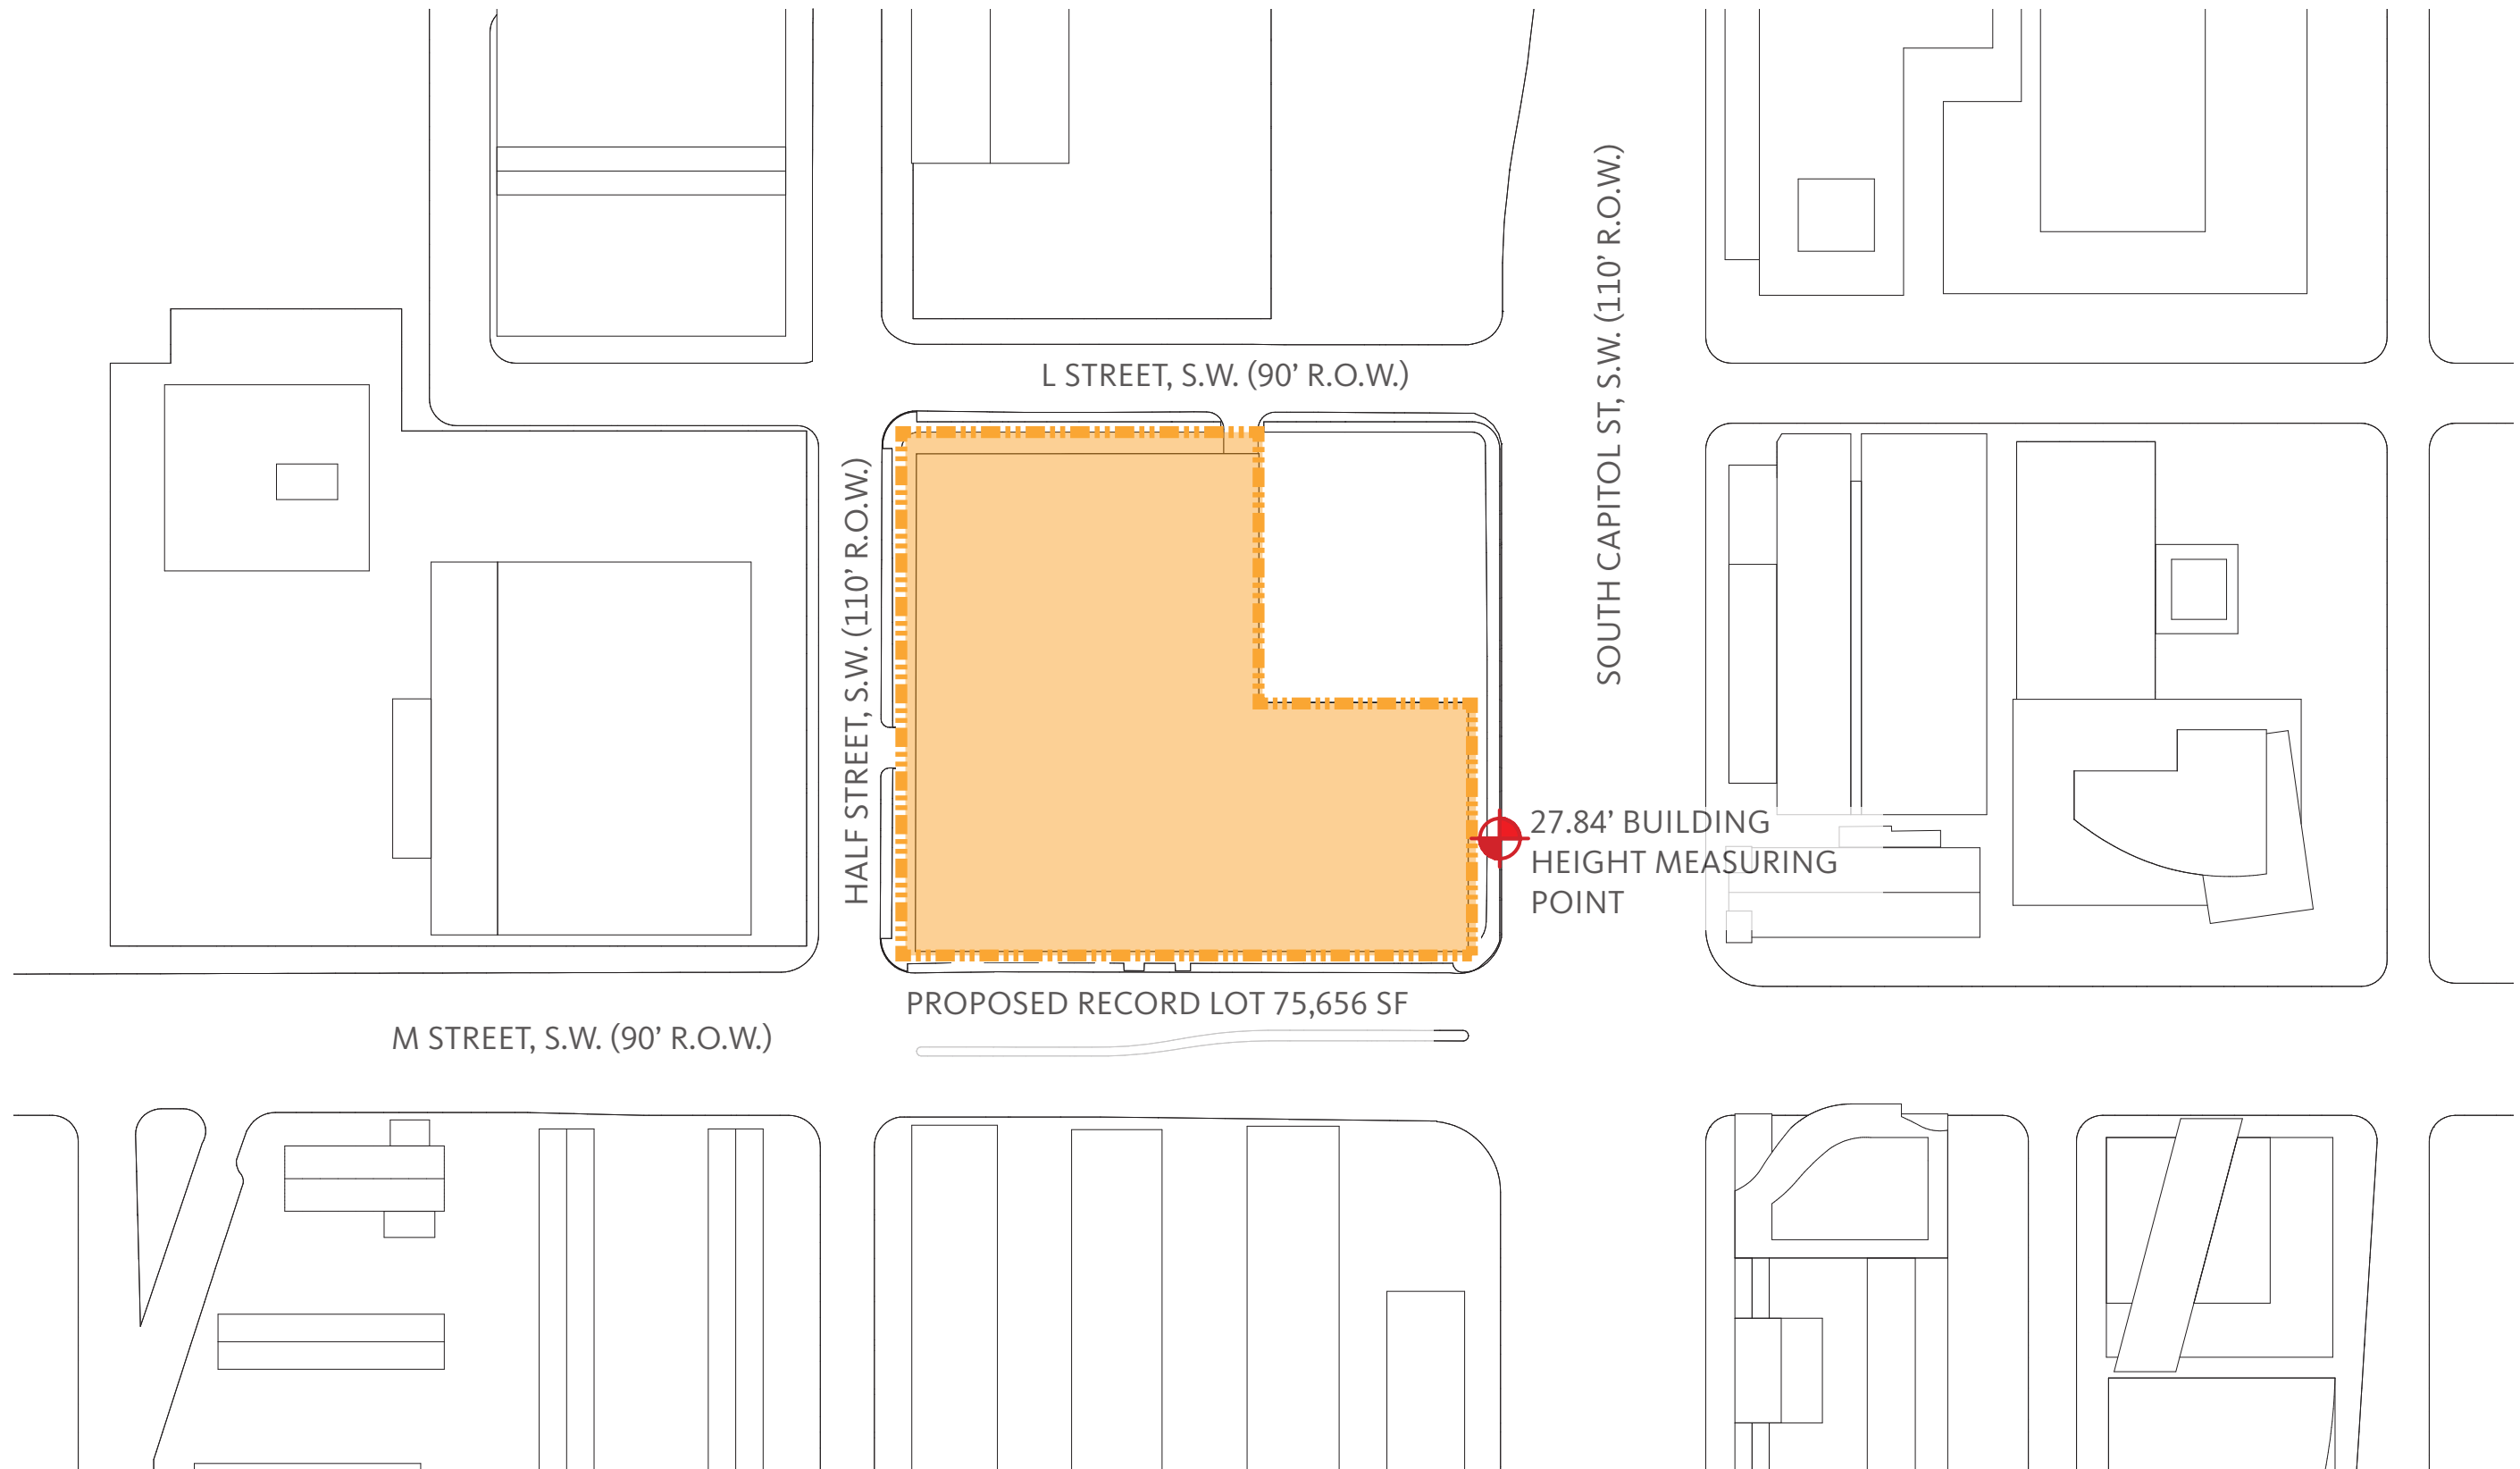 SOUTH CAPITOL ST, S.W. (110’ R.O.W.)
L STREET, S.W. (90’ R.O.W.)
HALF STREET, S.W. (110’ R.O.W.)
27.84’ BUILDING
HEIGHT MEASURING
POINT
PROPOSED RECORD LOT 75,656 SF
M STREET, S.W. (90’ R.O.W.)